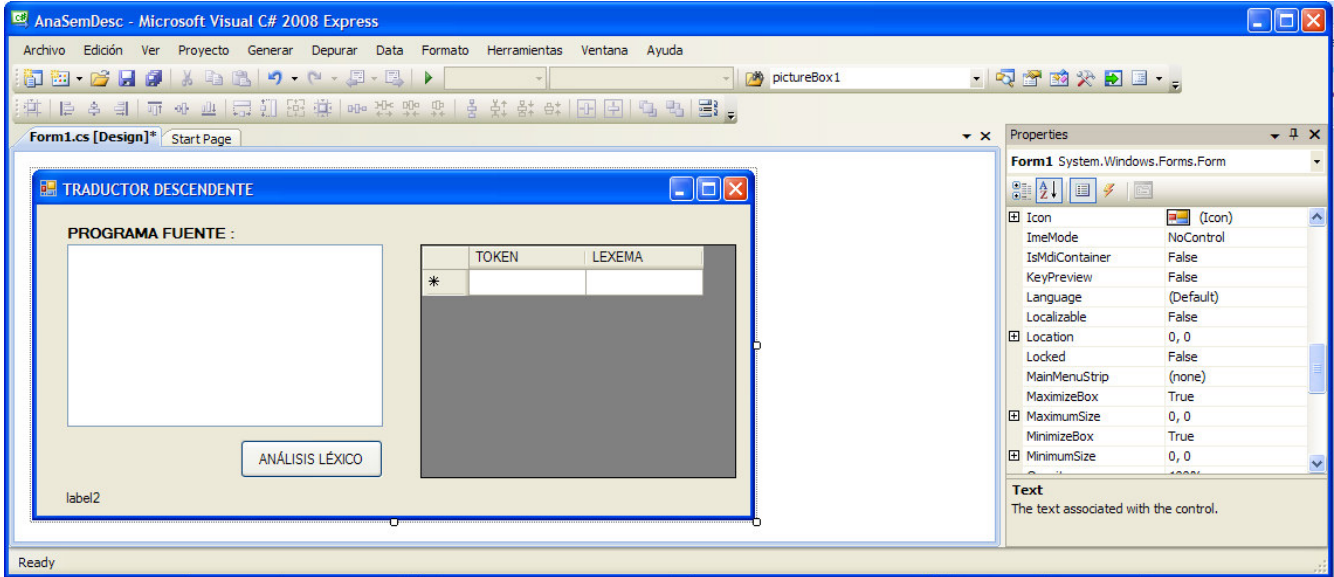 AnaSemDesc - Microsoft Visual C# 2008 Express
Archivo Edición Ver Proyecto Generar Depurar Data Formato Herramientas Ventana Ayuda
pictureBox1
Form1.cs [Design]* Start Page
TRADUCTOR DESCENDENTE
PROGRAMA FUENTE :
TOKEN LEXEMA
ANÁLISIS LÉXICO
label2
Properties
Form1 System.Windows.Forms.Form
Icon (Icon)
ImeMode NoControl
IsMdiContainer False
KeyPreview False
Language (Default)
Localizable False
Location 0, 0
Locked False
MainMenuStrip (none)
MaximizeBox True
MaximumSize 0, 0
MinimizeBox True
MinimumSize 0, 0
Text
The text associated with the control.
Ready